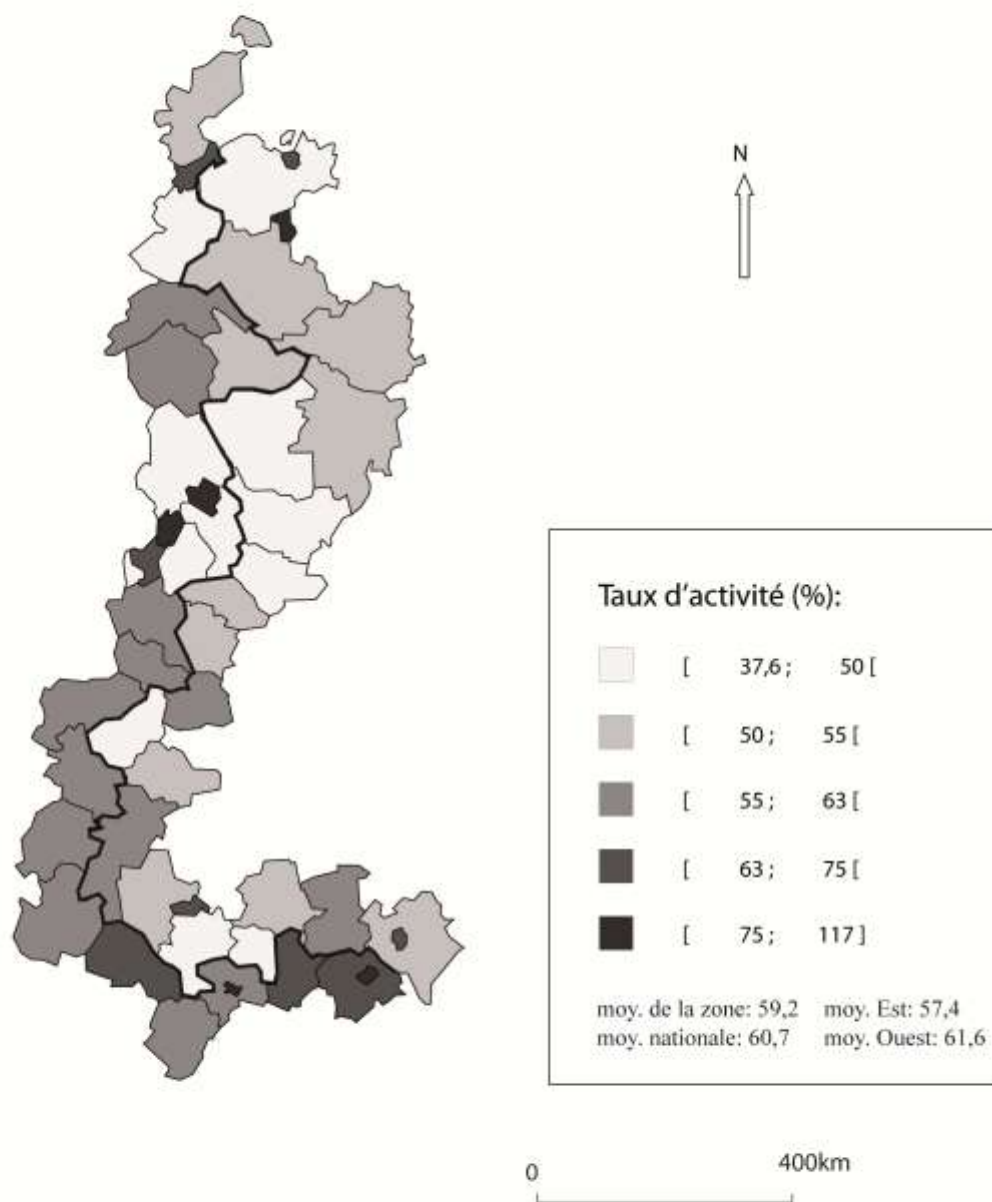 N
Taux d'activité (%):
[ 37,6 ; 50 [
[ 50 ; 55 [
[ 55; 63 [
[ 63; 75 [
[ 75 ; 117 ]
moy. de la zone: 59,2 moy. Est: 57,4
moy. nationale: 60,7 moy. Ouest: 61,6
0 400km